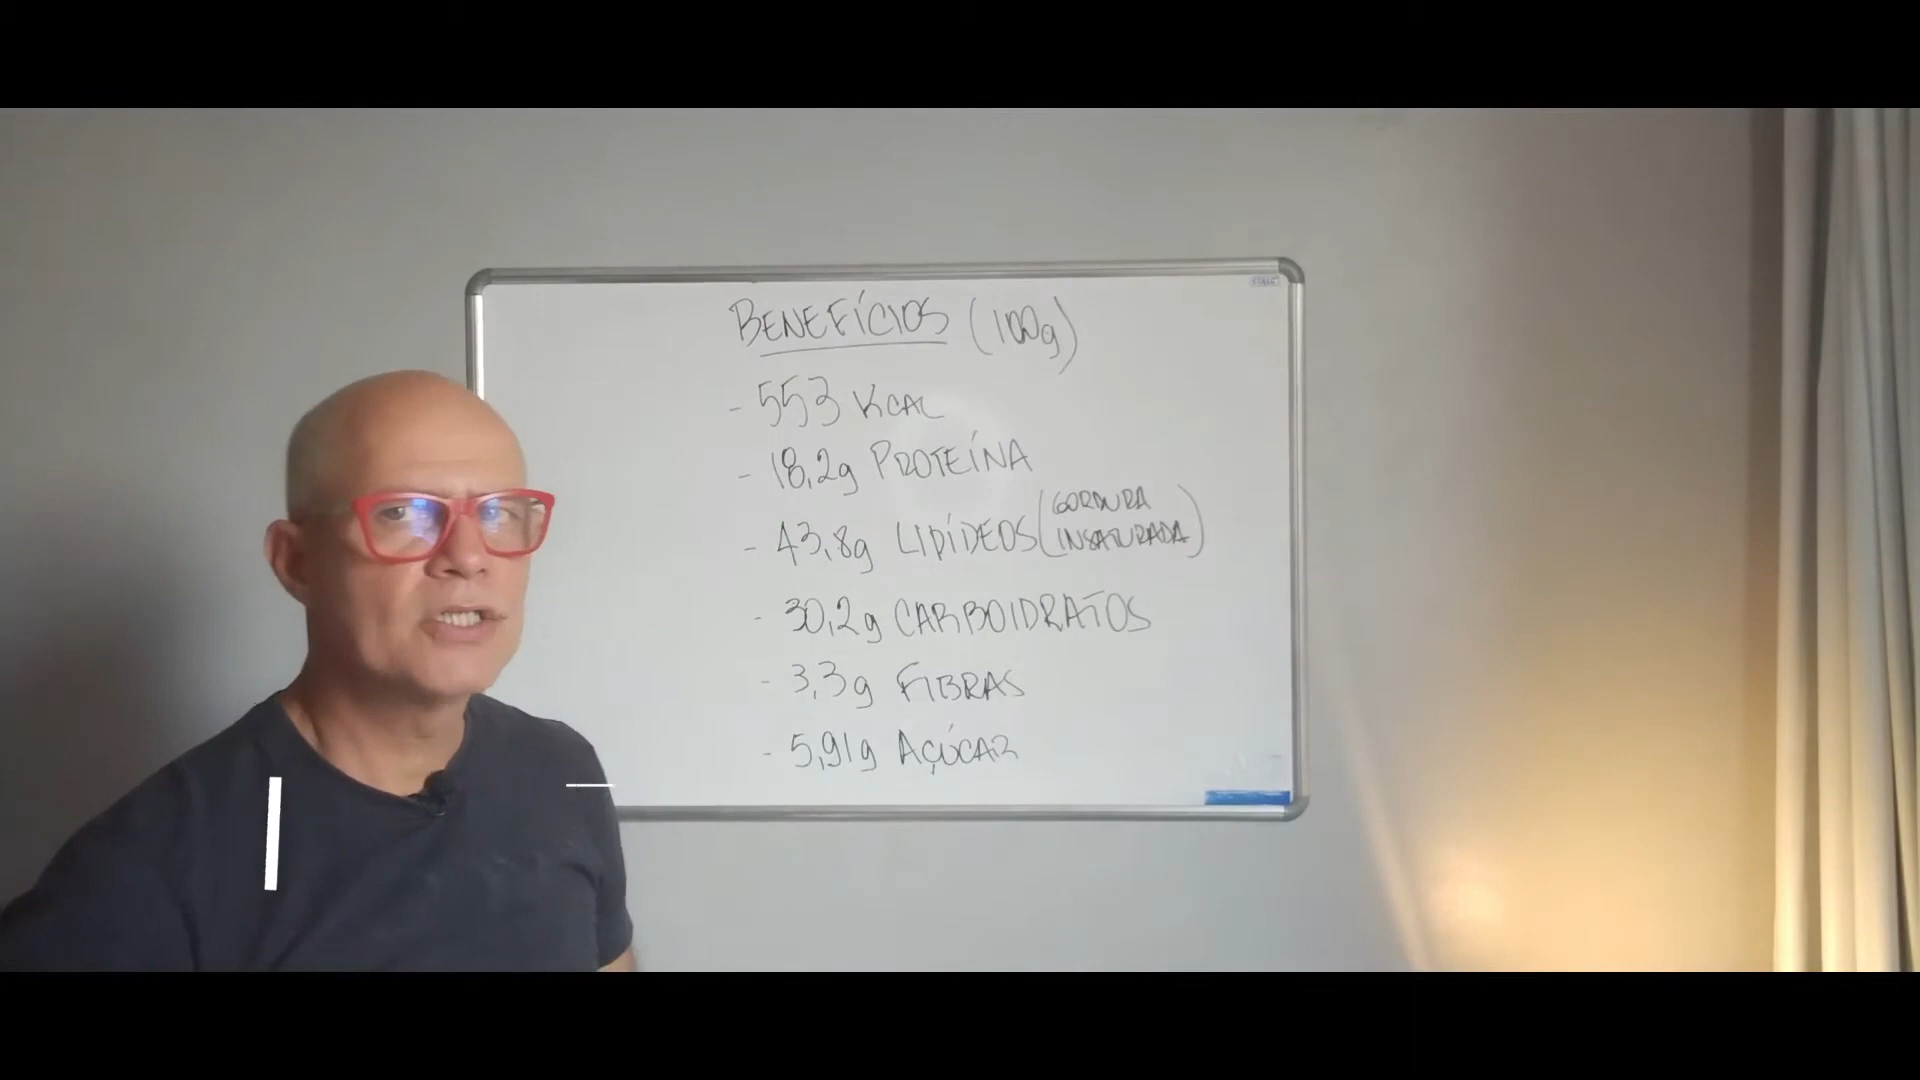 BENEFÍCIOS (100g)
- 553 KCAL
- 18,2g PROTEÍNA
- 43,8g LIPÍDEOS (GORDURA INSATURADA)
- 30,2g CARBOIDRATOS
- 3,3g FIBRAS
- 5,91g AÇÚCAR